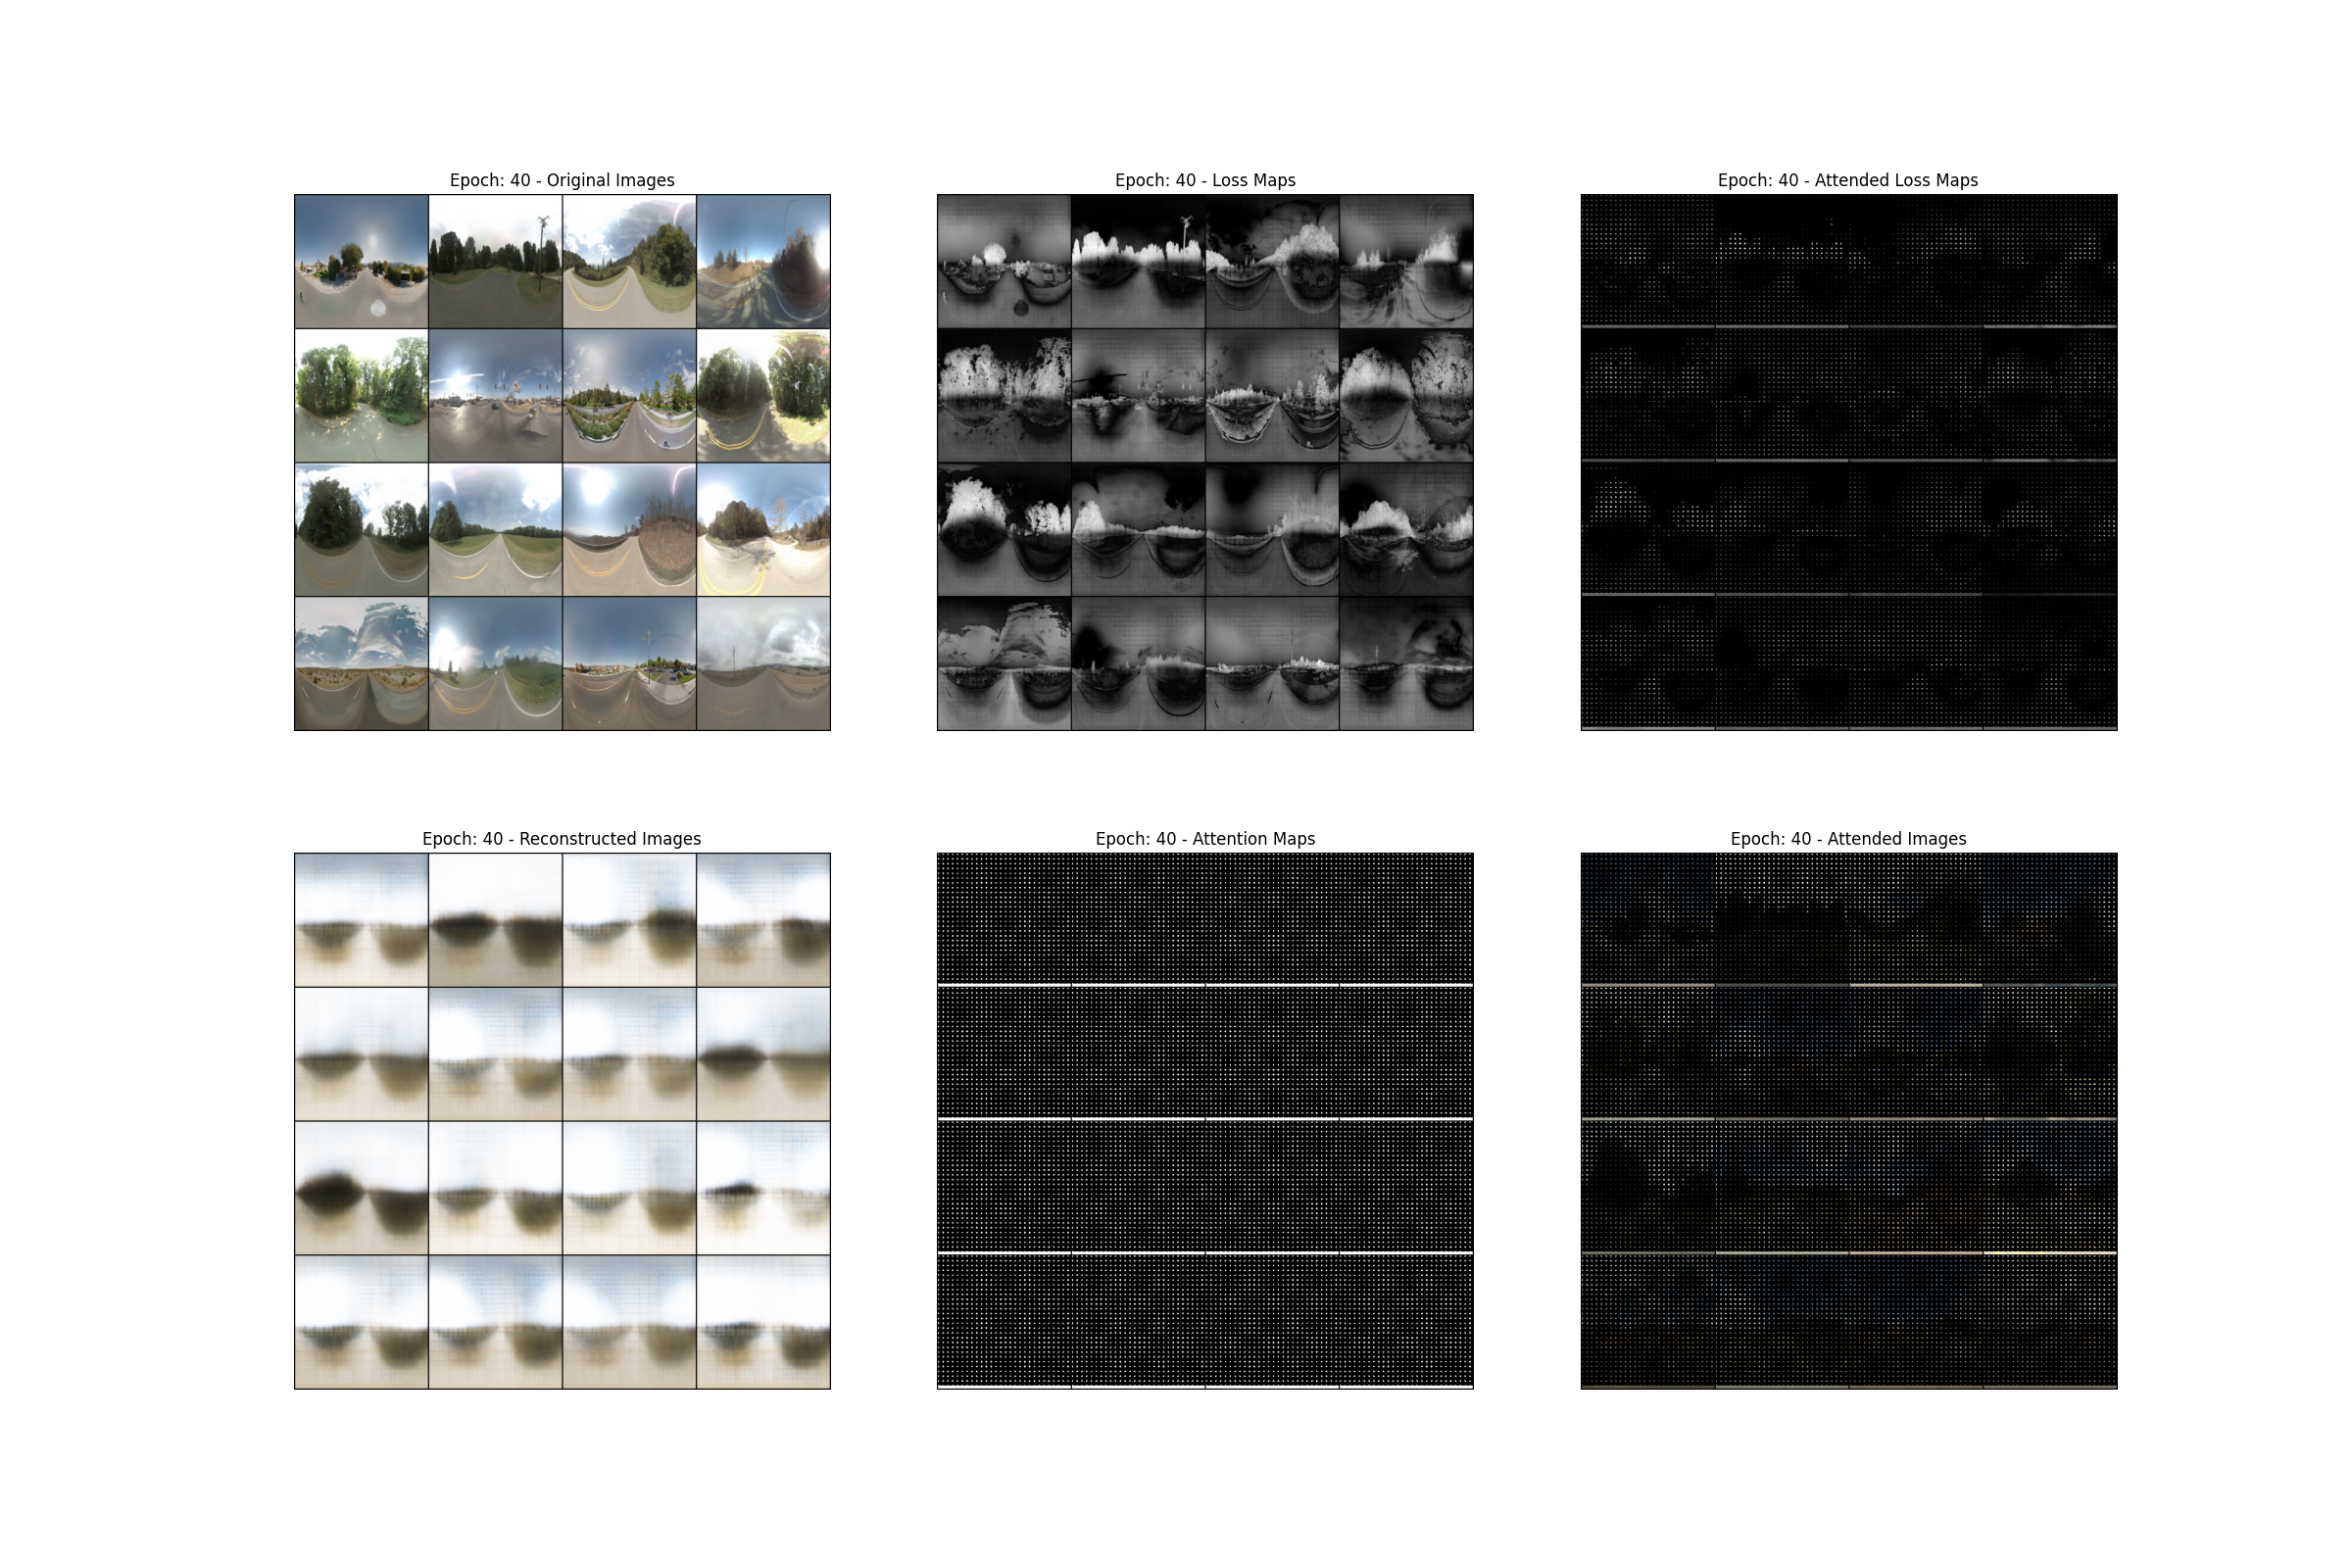 Epoch: 40 - Original Images
Epoch: 40 - Loss Maps
Epoch: 40 - Attended Loss Maps
Epoch: 40 - Reconstructed Images
Epoch: 40 - Attention Maps
Epoch: 40 - Attended Images